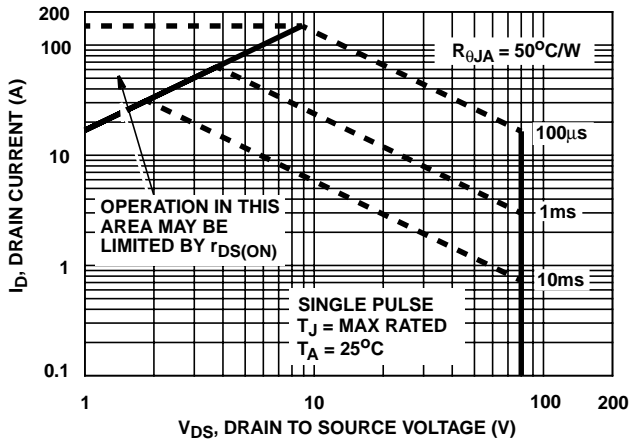 200
100
10
1
0.1
I_D, DRAIN CURRENT (A)
R_θJA = 50°C/W
100μs
1ms
10ms
OPERATION IN THIS
AREA MAY BE
LIMITED BY r_DS(ON)
SINGLE PULSE
T_J = MAX RATED
T_A = 25°C
1
10
100
200
V_DS, DRAIN TO SOURCE VOLTAGE (V)